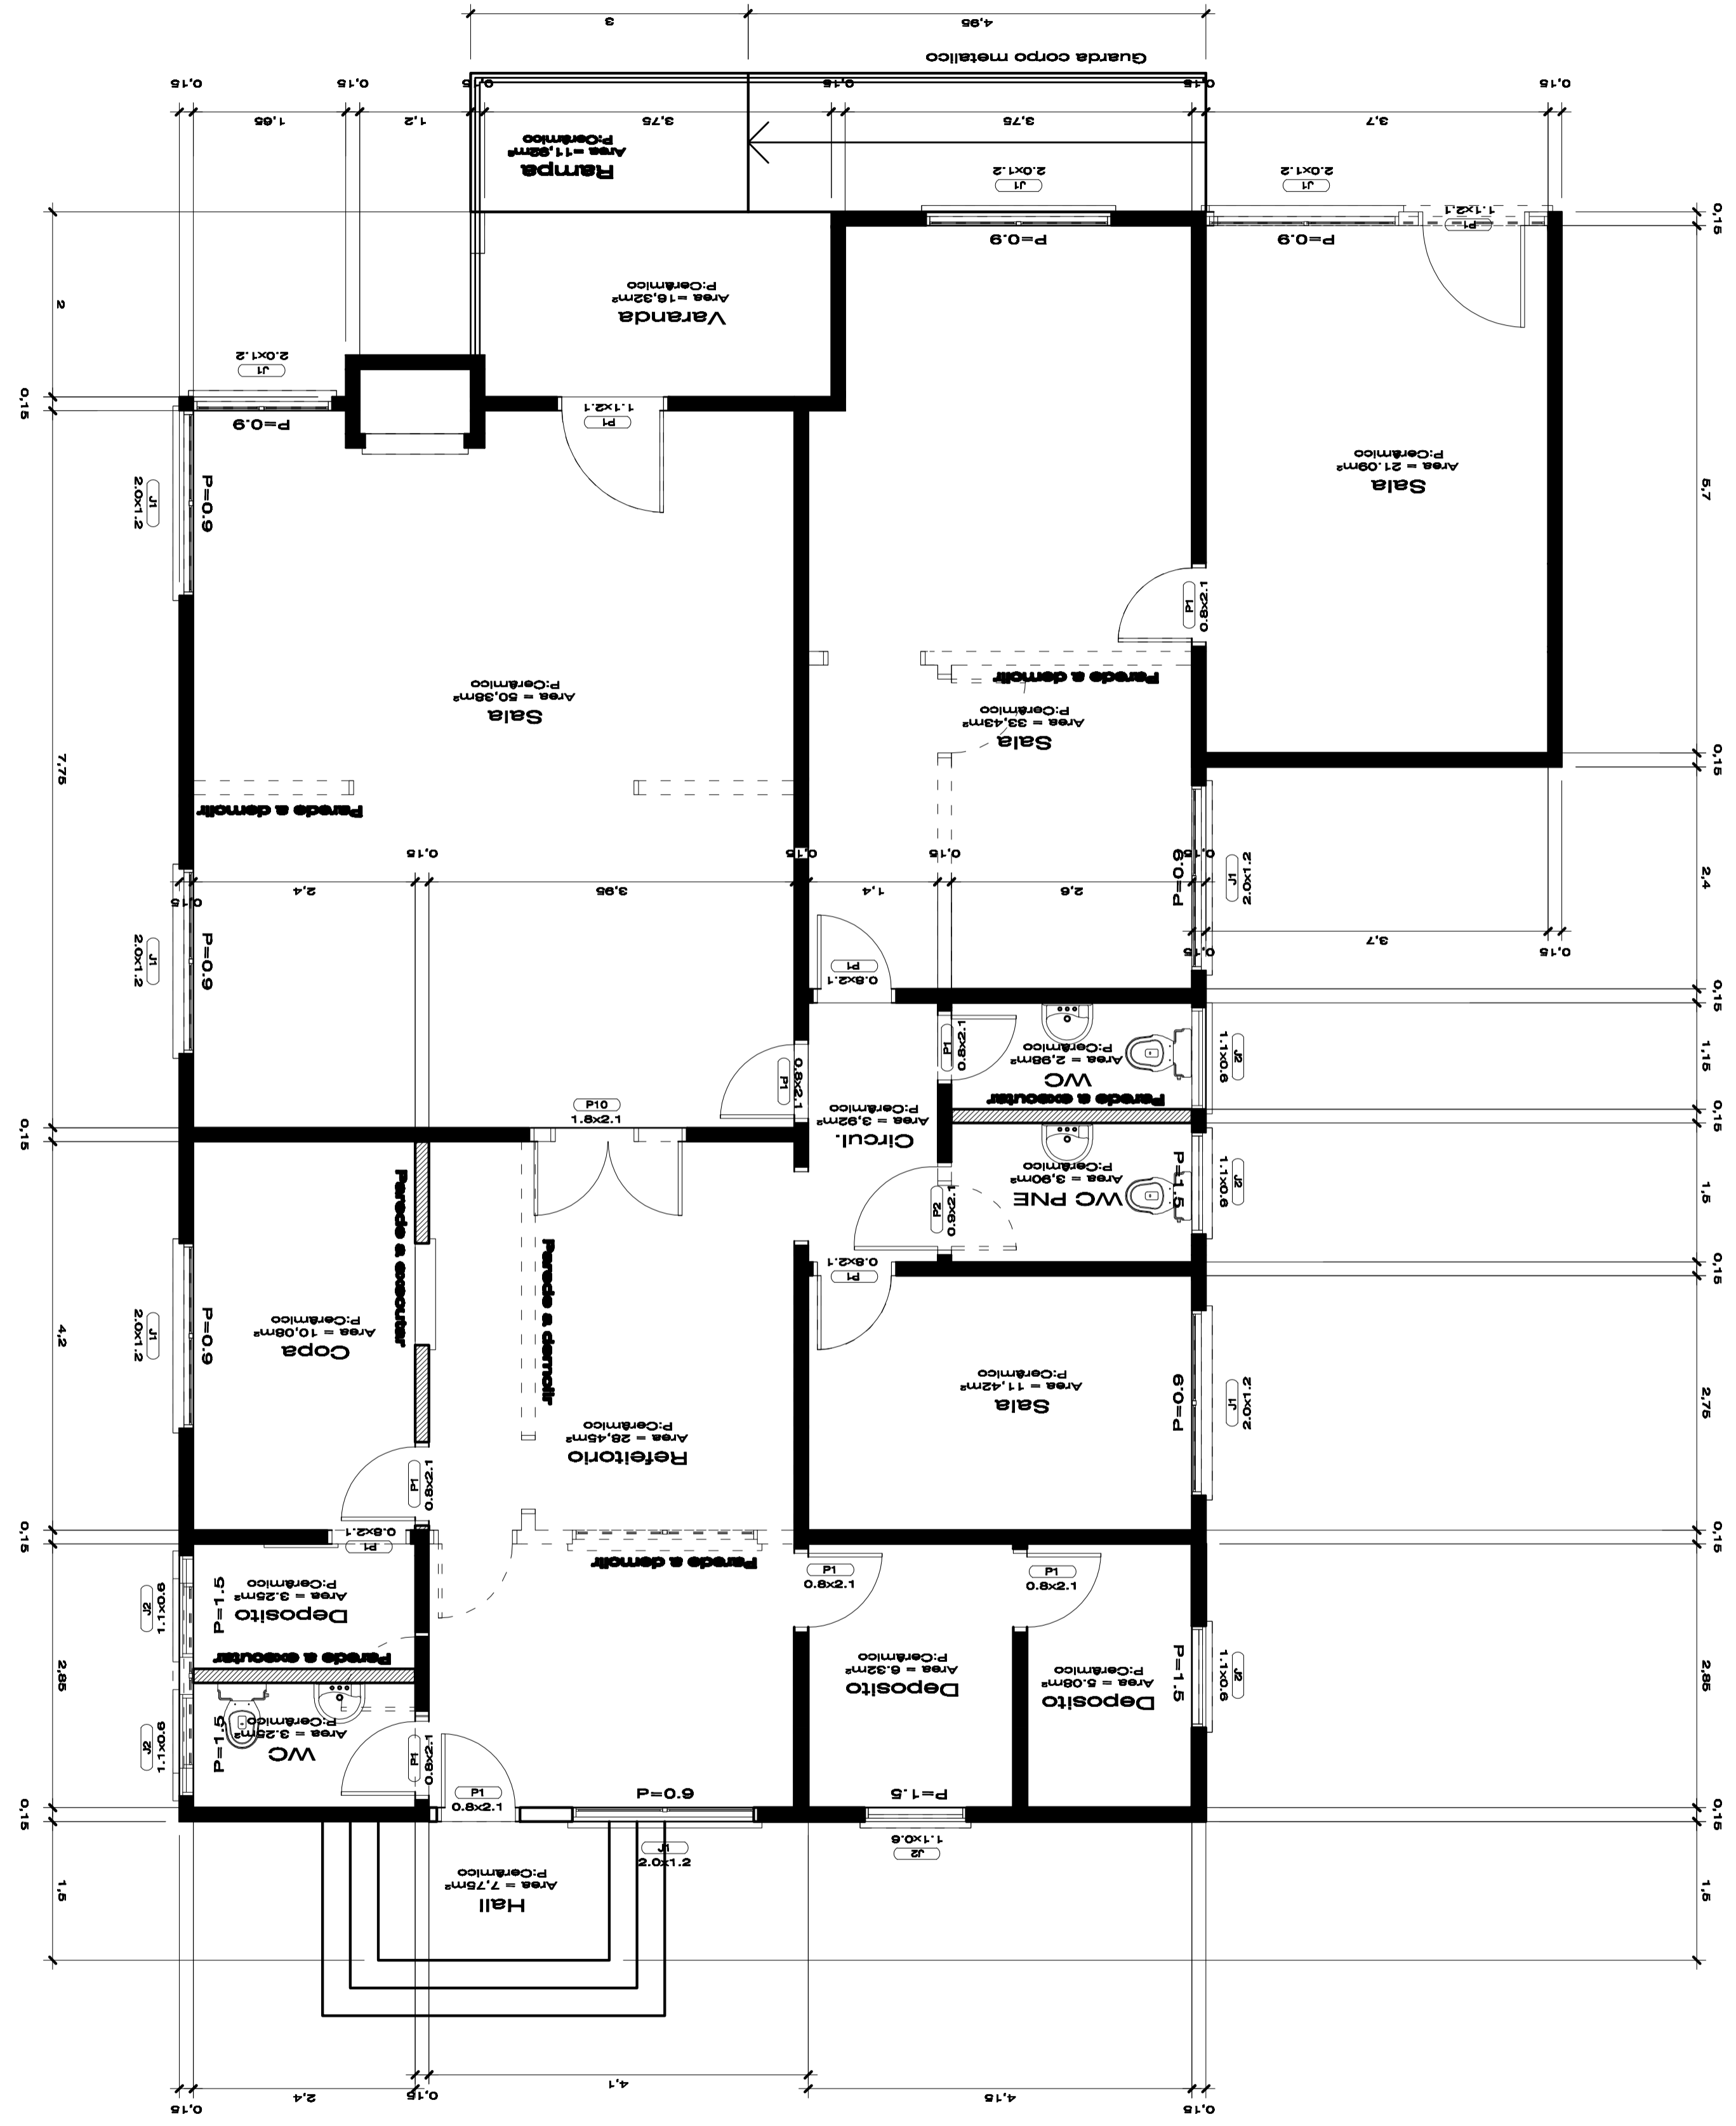 3
4,95
Guarda corpo metalico
0,15
0,15
0,15
0,15
0,15
0,15
1,65
1,2
3,75
3,75
3,7
Rampa
Area =11,92m²
P:Cerâmico
J1
2.0x1.2
J1
2.0x1.2
P1
1.1x2.1
P=0.9
P=0.9
0,15
2
Varanda
Area =16,32m²
P:Cerâmico
J1
2.0x1.2
P=0.9
P1
1.1x2.1
0,15
Sala
Area = 21.09m²
P:Cerâmico
5,7
J1
2.0x1.2
P=0.9
P1
0.8x2.1
Parede a demolir
Sala
Area = 50,38m²
P:Cerâmico
Sala
Area = 33,43m²
P:Cerâmico
7,75
0,15
Parede a demolir
0,15
0,15
0,15
0,15
P=0.9
J1
2.0x1.2
2,4
0,15
2,4
3,95
1,4
2,6
3,7
0,15
0,15
J1
2.0x1.2
P=0.9
P1
0.8x2.1
0,15
P1
0.8x2.1
WC
Area = 2,98m²
P:Cerâmico
J2
1.1x0.6
1,15
P1
0.8x2.1
Parede a executar
P10
1.8x2.1
Circul.
Area = 3,92m²
P:Cerâmico
0,15
0,15
WC PNE
Area = 3,90m²
P:Cerâmico
P=1.5
J2
1.1x0.6
1,5
P2
0.9x2.1
Parede a executar
Parede a demolir
P1
0.8x2.1
0,15
4,2
J1
2.0x1.2
P=0.9
Copa
Area = 10,08m²
P:Cerâmico
Sala
Area = 11,42m²
P:Cerâmico
P=0.9
J1
2.0x1.2
2,75
Refeitorio
Area = 28,45m²
P:Cerâmico
P1
0.8x2.1
0,15
P1
0.8x2.1
0,15
Parede a demolir
P1
0.8x2.1
P1
0.8x2.1
J2
1.1x0.6
P=1.5
Deposito
Area = 3.25m²
P:Cerâmico
Parede a executar
2,85
Deposito
Area = 6.32m²
P:Cerâmico
Deposito
Area = 5.08m²
P:Cerâmico
P=1.5
J2
1.1x0.6
2,85
J2
1.1x0.6
P=1.5
WC
Area = 3.25m²
P:Cerâmico
P1
0.8x2.1
P1
0.8x2.1
P=0.9
P=1.5
0,15
0,15
J1
2.0x1.2
J2
1.1x0.6
Hall
Area = 7,75m²
P:Cerâmico
1,5
1,5
4,1
0,15
2,4
0,15
4,15
0,15